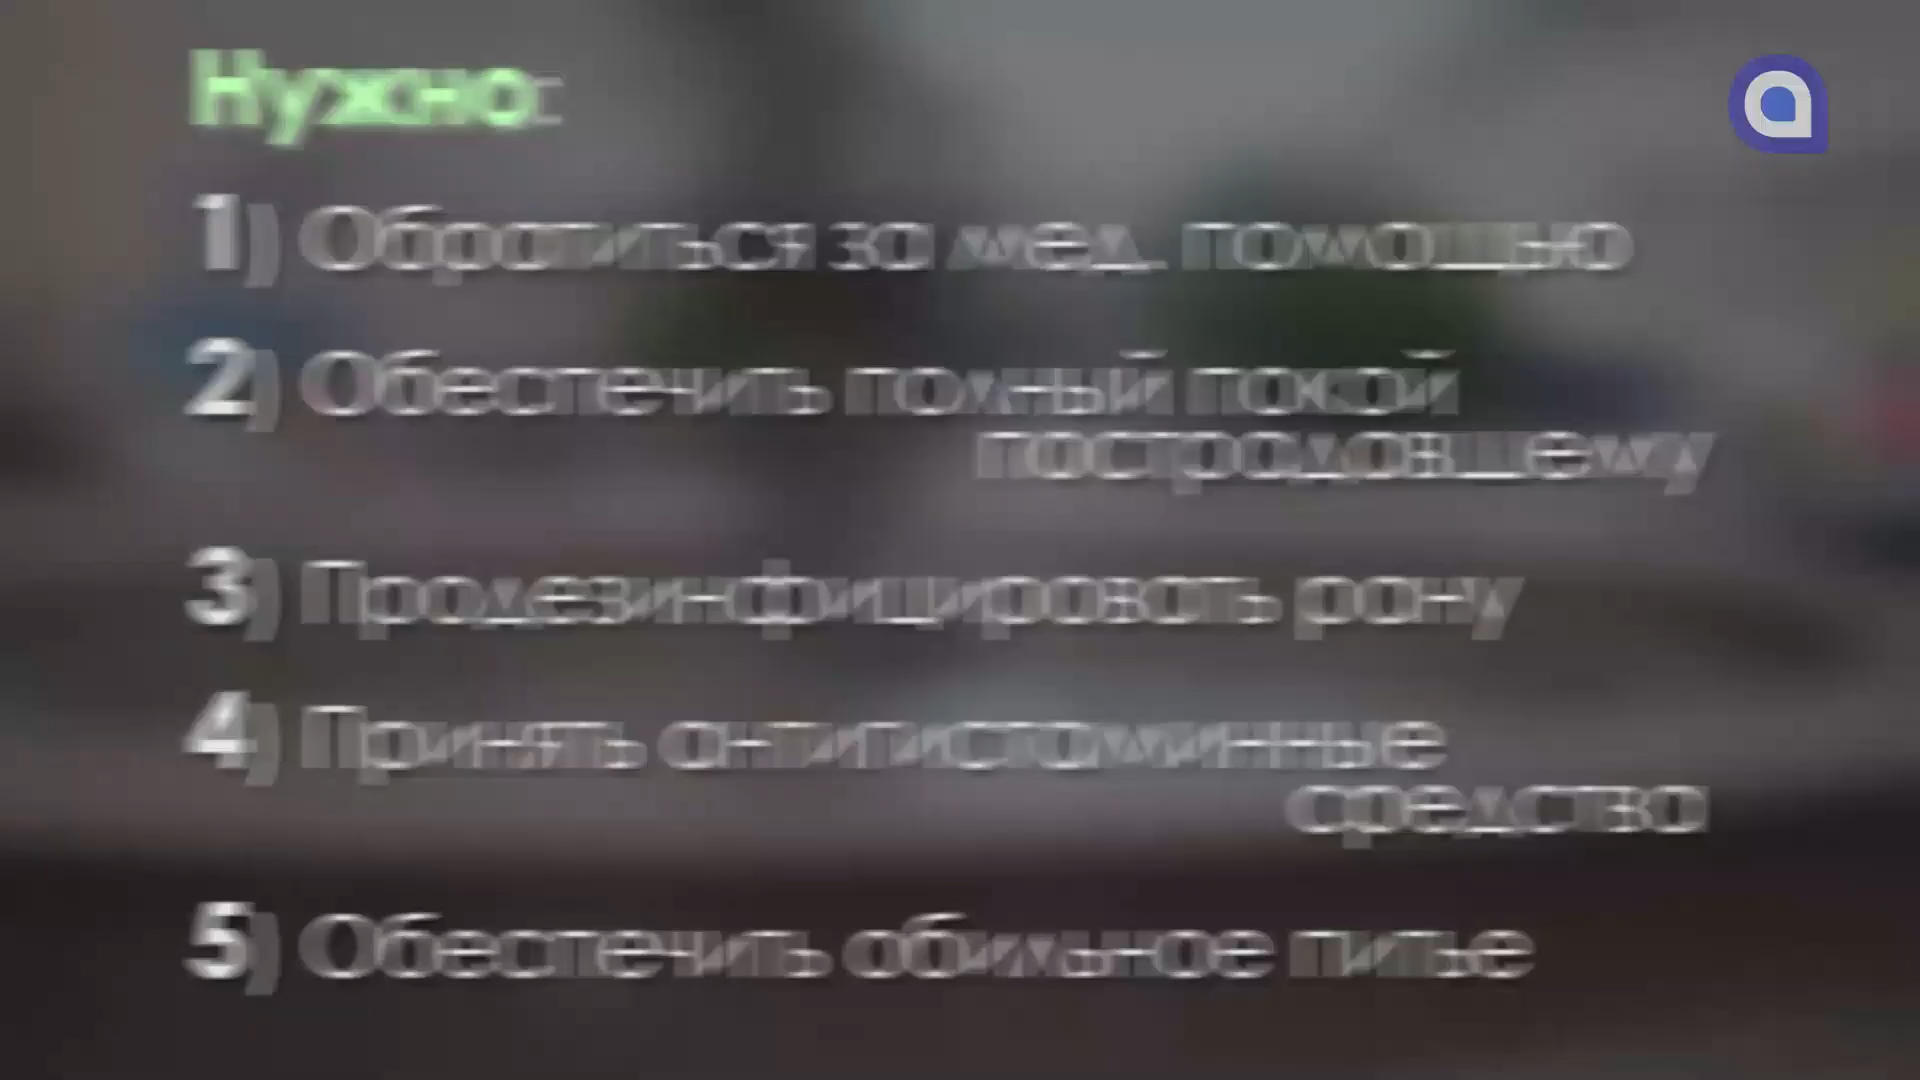 Нужно:
1) Обратиться за мед. помощью
2) Обеспечить полный покой
пострадавшему
3) Продезинфицировать рану
4) Принять антигистаминные
средства
5) Обеспечить обильное питье